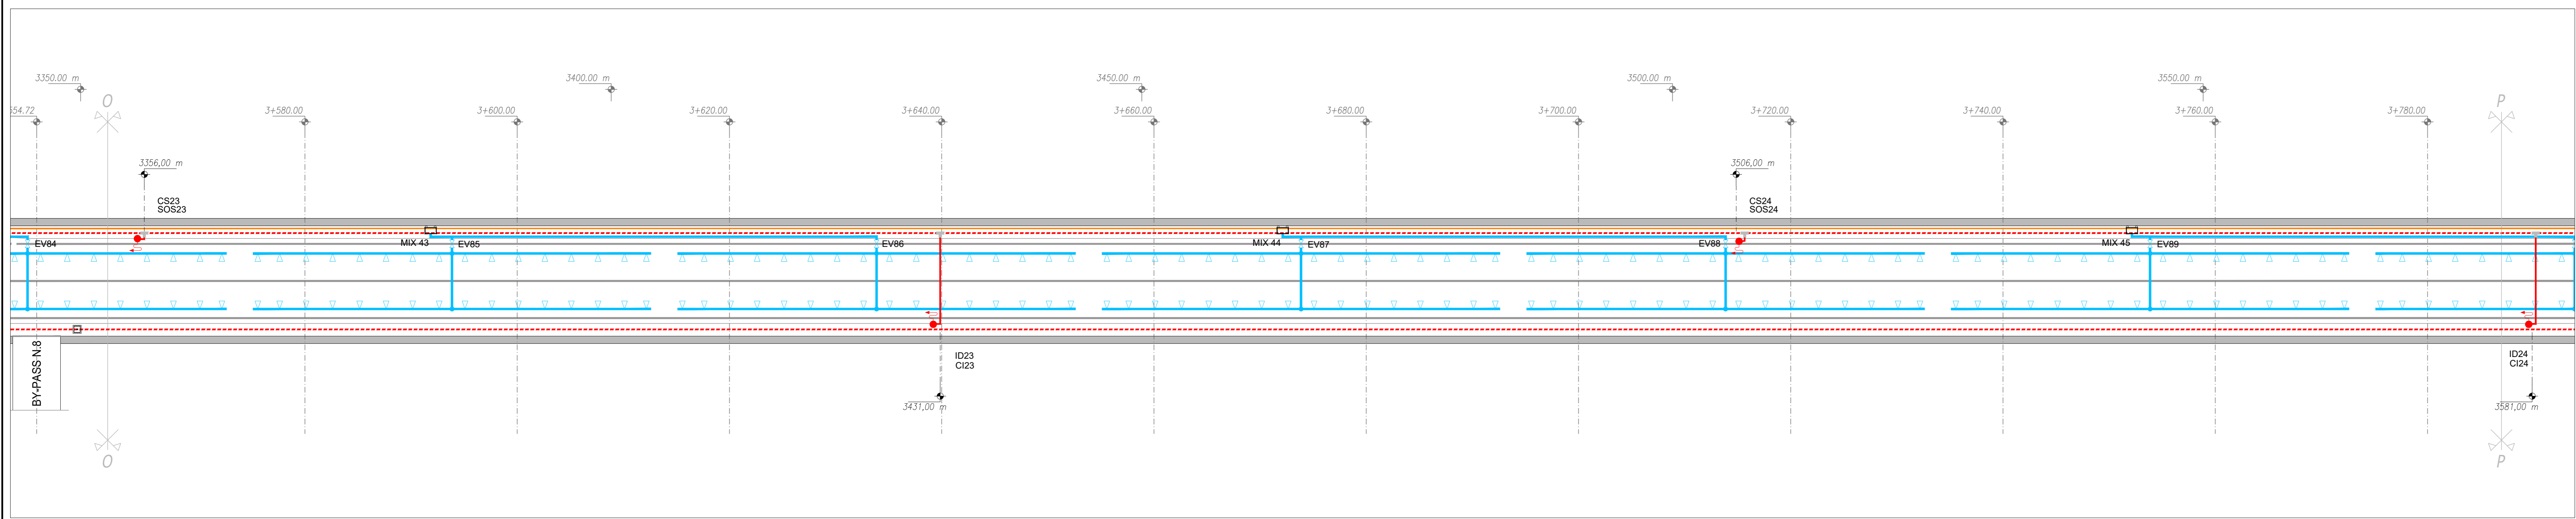 3350.00 m
3400.00 m
3450.00 m
3500.00 m
3550.00 m
O
P
554.72
3+580.00
3+600.00
3+620.00
3+640.00
3+660.00
3+680.00
3+700.00
3+720.00
3+740.00
3+760.00
3+780.00
3356,00 m
3506,00 m
CS23
SOS23
CS24
SOS24
EV84
MIX 43
EV85
EV86
MIX 44
EV87
EV88
MIX 45
EV89
BY-PASS N.8
ID23
CI23
ID24
CI24
3431,00 m
3581,00 m
O
P